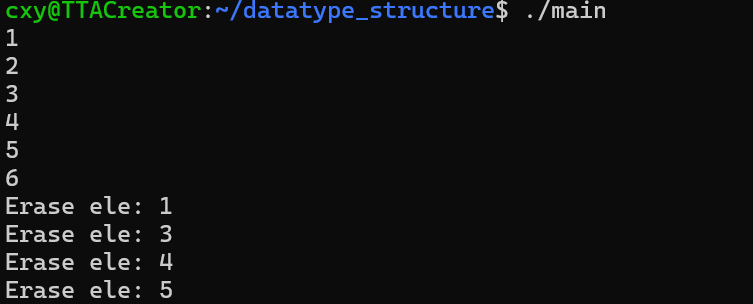 cxy@TTACreator:~/datatype_structure$ ./main
1
2
3
4
5
6
Erase ele: 1
Erase ele: 3
Erase ele: 4
Erase ele: 5